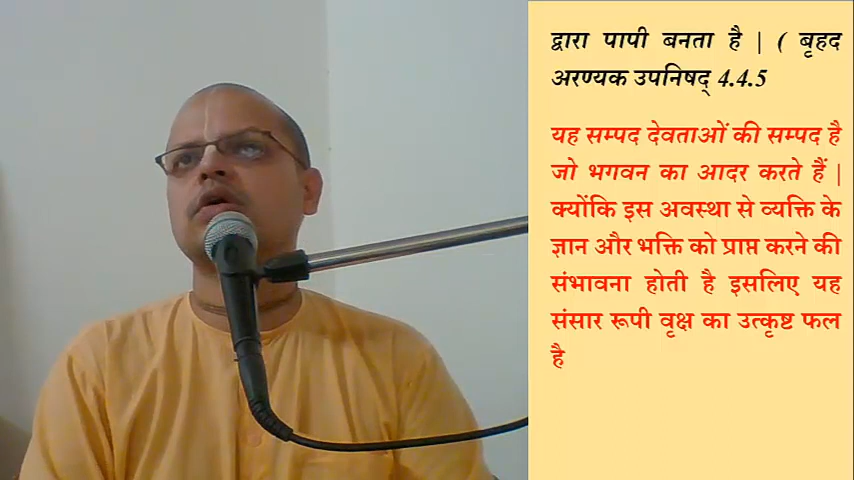 द्वारा पापी बनता है | ( बृहद
अरण्यक उपनिषद् 4.4.5
यह सम्पद देवताओं की सम्पद है
जो भगवन का आदर करते हैं |
क्योंकि इस अवस्था से व्यक्ति के
ज्ञान और भक्ति को प्राप्त करने की
संभावना होती है इसलिए यह
संसार रूपी वृक्ष का उत्कृष्ट फल
है